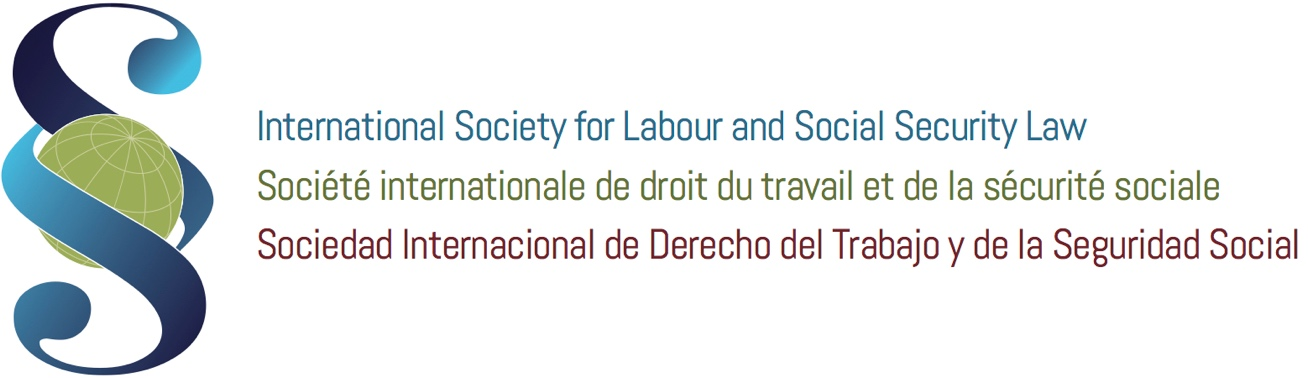 International Society for Labour and Social Security Law
Société internationale de droit du travail et de la sécurité sociale
Sociedad Internacional de Derecho del Trabajo y de la Seguridad Social